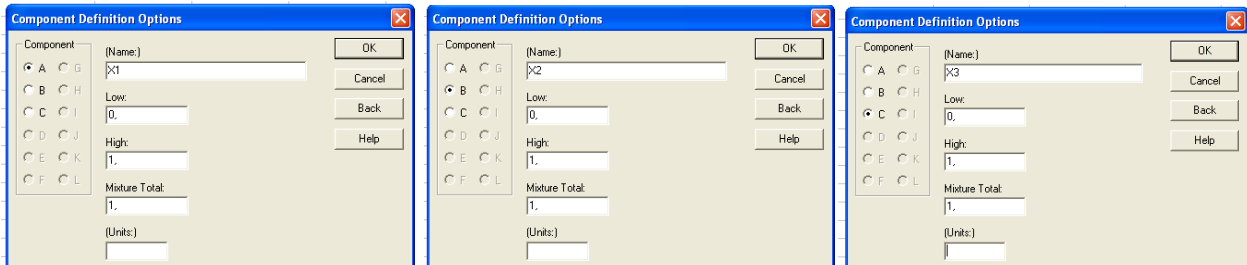 Component Definition Options
Component
A G
B H
C I
D J
E K
F L
(Name:)
X1
Low:
0,
High:
1,
Mixture Total:
1,
(Units:)
OK
Cancel
Back
Help
Component Definition Options
Component
A G
B H
C I
D J
E K
F L
(Name:)
X2
Low:
0,
High:
1,
Mixture Total:
1,
(Units:)
OK
Cancel
Back
Help
Component Definition Options
Component
A G
B H
C I
D J
E K
F L
(Name:)
X3
Low:
0,
High:
1,
Mixture Total:
1,
(Units:)
OK
Cancel
Back
Help